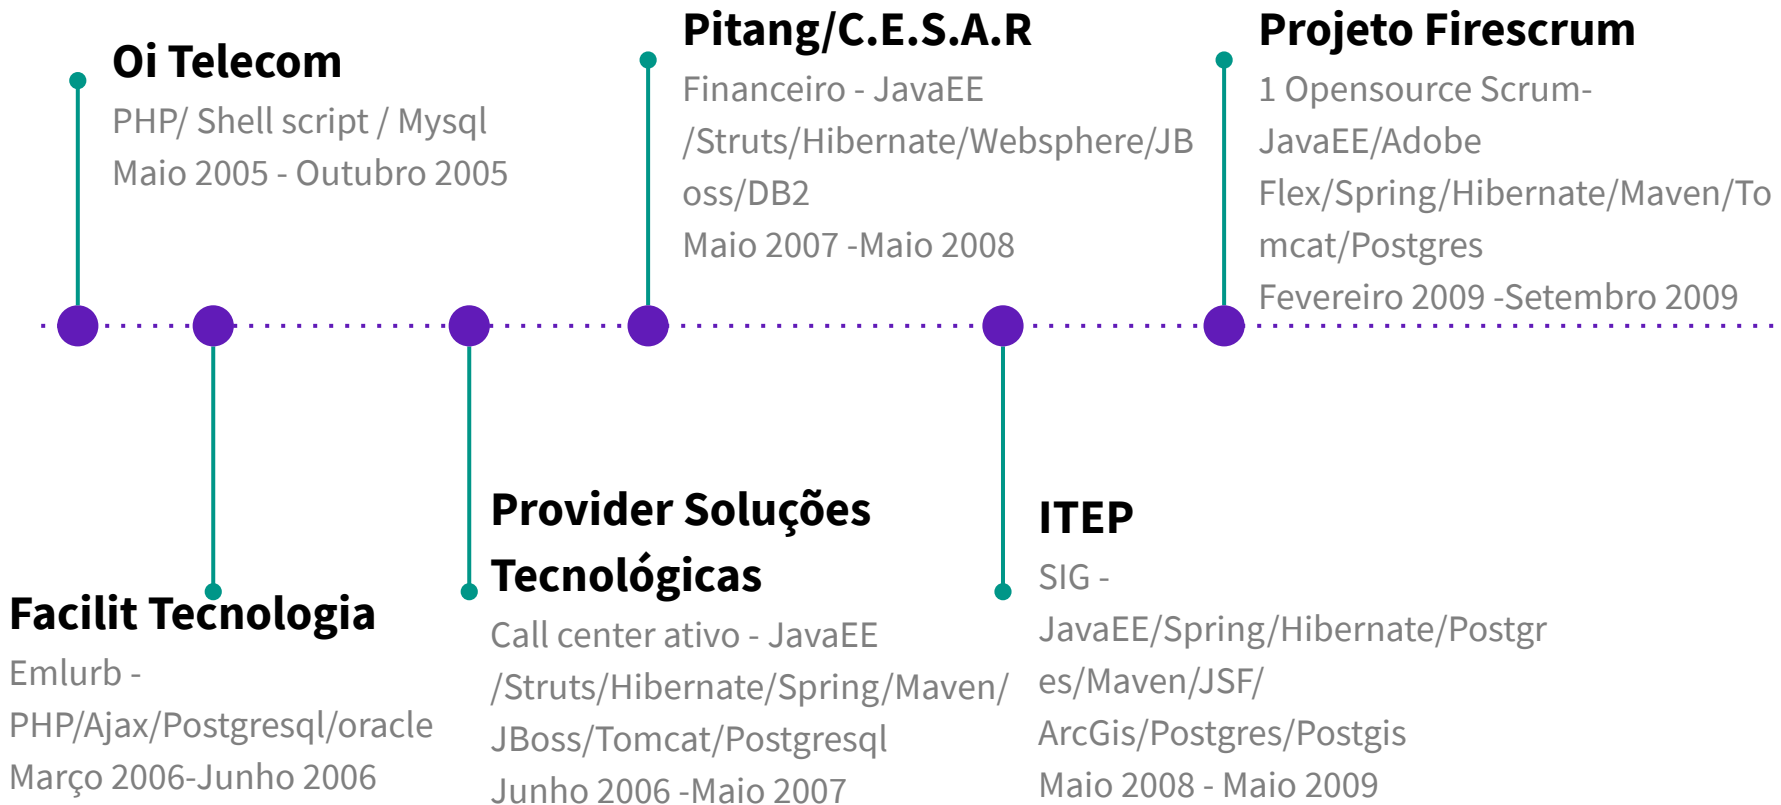 Oi Telecom
PHP/ Shell script / Mysql
Maio 2005 - Outubro 2005
Pitang/C.E.S.A.R
Financeiro - JavaEE
/Struts/Hibernate/Websphere/JB
oss/DB2
Maio 2007 -Maio 2008
Projeto Firescrum
1 Opensource Scrum-
JavaEE/Adobe
Flex/Spring/Hibernate/Maven/To
mcat/Postgres
Fevereiro 2009 -Setembro 2009
Facilit Tecnologia
Emlurb -
PHP/Ajax/Postgresql/oracle
Março 2006-Junho 2006
Provider Soluções
Tecnológicas
Call center ativo - JavaEE
/Struts/Hibernate/Spring/Maven/
JBoss/Tomcat/Postgresql
Junho 2006 -Maio 2007
ITEP
SIG -
JavaEE/Spring/Hibernate/Postgr
es/Maven/JSF/
ArcGis/Postgres/Postgis
Maio 2008 - Maio 2009